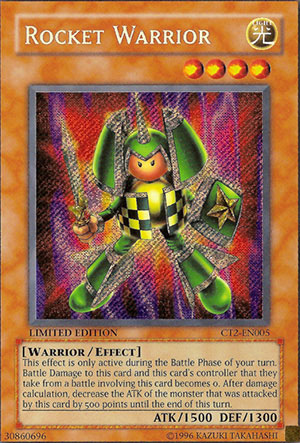 ROCKET WARRIOR
LIGHT
光
LIMITED EDITION CT2-EN005
[WARRIOR/EFFECT]
This effect is only active during the Battle Phase of your turn.
Battle Damage to this card and this card's controller that they
take from a battle involving this card becomes 0. After damage
calculation, decrease the ATK of the monster that was attacked
by this card by 500 points until the end of this turn.
ATK/1500 DEF/1300
30860696 ©1996 KAZUKI TAKAHASHI